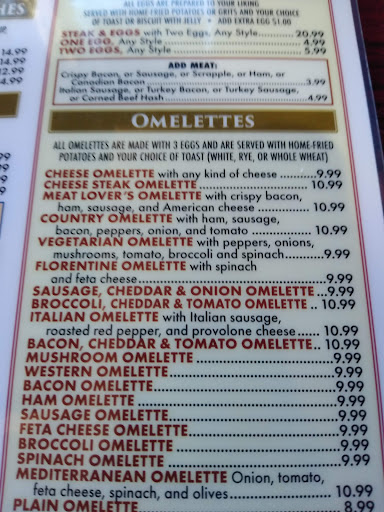 HES
ALL EGGS ARE PREPARED TO YOUR LIKING
SERVED WITH HOME-FRIED POTATOES OR GRITS AND YOUR CHOICE
OF TOAST OR BISCUIT WITH JELLY • ADD EXTRA EGG $1.00
STEAK & EGGS with Two Eggs, Any Style 20.99
ONE EGG, Any Style 4.99
TWO EGGS, Any Style 5.99
14.99
ADD MEAT:
Crispy Bacon, or Sausage, or Scrapple, or Ham, or
Canadian Bacon 3.99
Italian Sausage, or Turkey Bacon, or Turkey Sausage,
or Corned Beef Hash 4.99
OMELETTES
ALL OMELETTES ARE MADE WITH 3 EGGS AND ARE SERVED WITH HOME-FRIED
POTATOES AND YOUR CHOICE OF TOAST (WHITE, RYE, OR WHOLE WHEAT)
CHEESE OMELETTE with any kind of cheese 9.99
CHEESE STEAK OMELETTE 10.99
MEAT LOVER'S OMELETTE with crispy bacon,
ham, sausage, and American cheese 10.99
COUNTRY OMELETTE with ham, sausage,
bacon, peppers, onion, and tomato 10.99
VEGETARIAN OMELETTE with peppers, onions,
mushrooms, tomato, broccoli and spinach 9.99
FLORENTINE OMELETTE with spinach
and feta cheese 9.99
SAUSAGE, CHEDDAR & ONION OMELETTE 9.99
BROCCOLI, CHEDDAR & TOMATO OMELETTE 10.99
ITALIAN OMELETTE with Italian sausage,
roasted red pepper, and provolone cheese 10.99
BACON, CHEDDAR & TOMATO OMELETTE 10.99
MUSHROOM OMELETTE 9.99
WESTERN OMELETTE 9.99
BACON OMELETTE 9.99
HAM OMELETTE 9.99
SAUSAGE OMELETTE 9.99
FETA CHEESE OMELETTE 9.99
BROCCOLI OMELETTE 9.99
SPINACH OMELETTE 9.99
MEDITERRANEAN OMELETTE Onion, tomato,
feta cheese, spinach, and olives 10.99
PLAIN OMELETTE 8.99